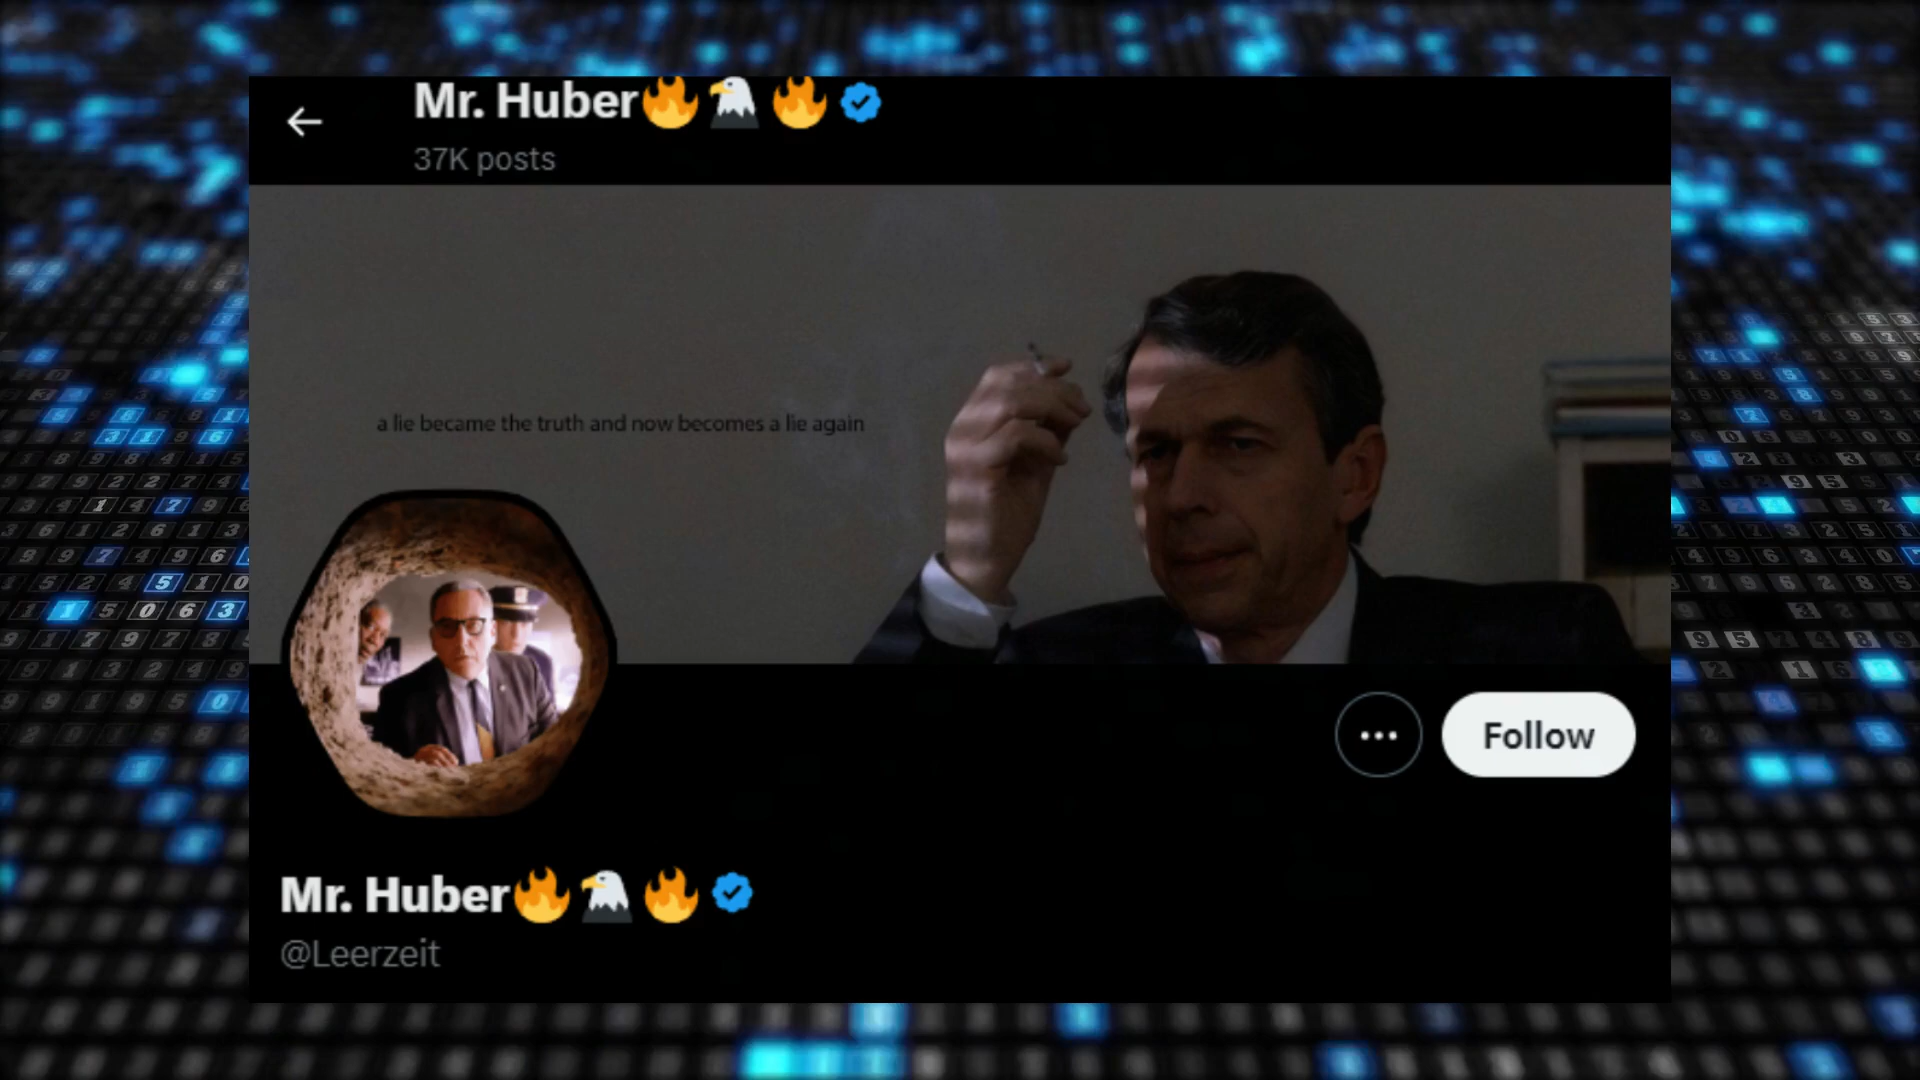 Mr. Huber🔥🦅🔥
37K posts
a lie became the truth and now becomes a lie again
Follow
Mr. Huber🔥🦅🔥
@Leerzeit